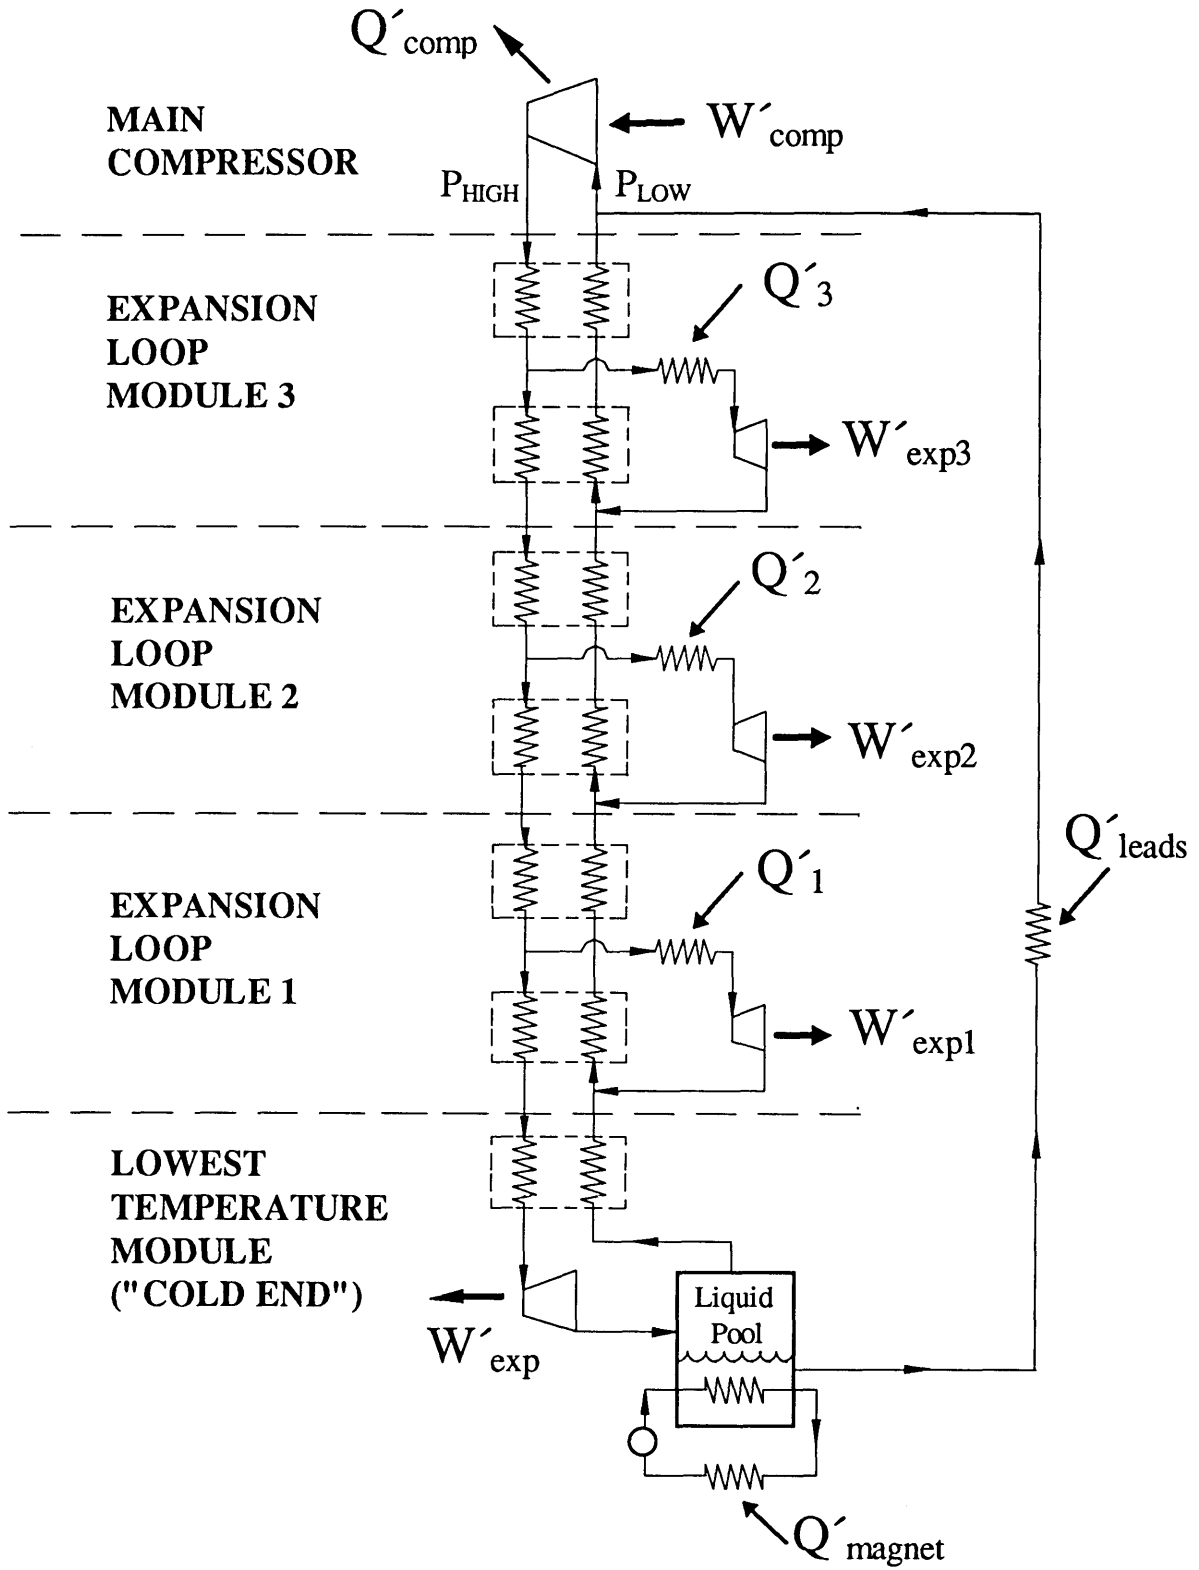 Q´comp
MAIN
COMPRESSOR
W´comp
PHIGH
PLOW
EXPANSION
LOOP
MODULE 3
Q´3
W´exp3
EXPANSION
LOOP
MODULE 2
Q´2
W´exp2
Q´leads
EXPANSION
LOOP
MODULE 1
Q´1
W´exp1
LOWEST
TEMPERATURE
MODULE
("COLD END")
W´exp
Liquid
Pool
Q´magnet